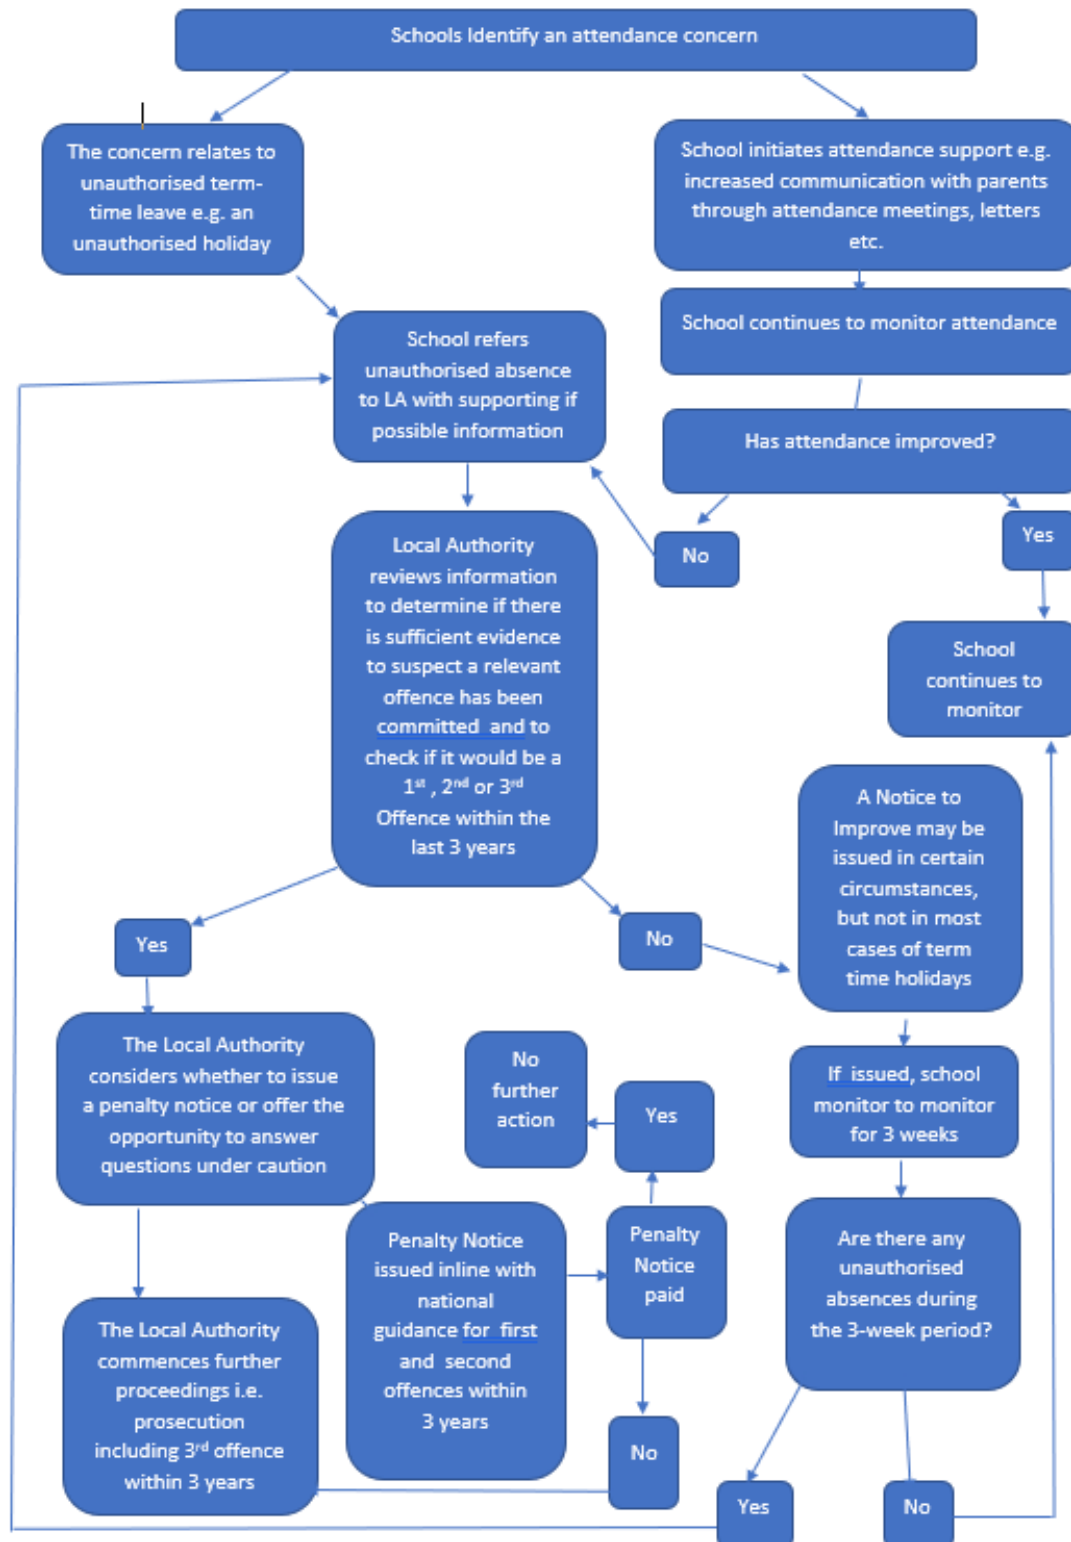 Schools Identify an attendance concern
The concern relates to
unauthorised term-
time leave e.g. an
unauthorised holiday
School initiates attendance support e.g.
increased communication with parents
through attendance meetings, letters
etc.
School continues to monitor attendance
School refers
unauthorised absence
to LA with supporting if
possible information
Has attendance improved?
No
Yes
Local Authority
reviews information
to determine if there
is sufficient evidence
to suspect a relevant
offence has been
committed and to
check if it would be a
1st , 2nd or 3rd
Offence within the
last 3 years
School
continues to
monitor
A Notice to
Improve may be
issued in certain
circumstances,
but not in most
cases of term
time holidays
Yes
No
The Local Authority
considers whether to issue
a penalty notice or offer the
opportunity to answer
questions under caution
No
further
action
Yes
If issued, school
monitor to monitor
for 3 weeks
Penalty Notice
issued inline with
national
guidance for first
and second
offences within
3 years
Penalty
Notice
paid
Are there any
unauthorised
absences during
the 3-week period?
The Local Authority
commences further
proceedings i.e.
prosecution
including 3rd offence
within 3 years
No
Yes
No